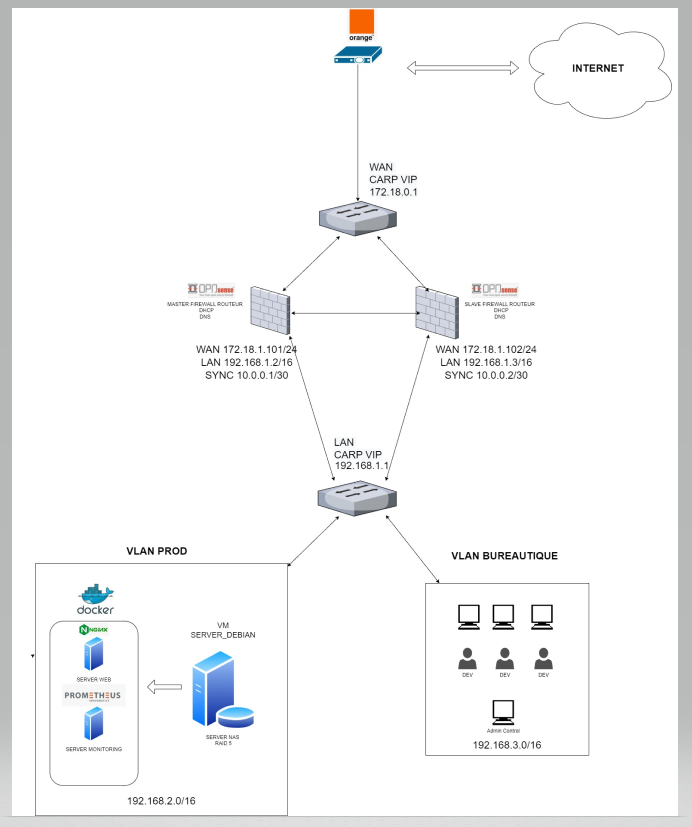 orange
INTERNET
WAN
CARP VIP
172.18.0.1
OPNsense
MASTER FIREWALL ROUTEUR
DHCP
DNS
OPNsense
SLAVE FIREWALL ROUTEUR
DHCP
DNS
WAN 172.18.1.101/24
LAN 192.168.1.2/16
SYNC 10.0.0.1/30
WAN 172.18.1.102/24
LAN 192.168.1.3/16
SYNC 10.0.0.2/30
LAN
CARP VIP
192.168.1.1
VLAN PROD
VLAN BUREAUTIQUE
docker
NGINX
SERVER WEB
PROMETHEUS
SERVER MONITORING
VM
SERVER_DEBIAN
SERVER NAS
RAID 5
192.168.2.0/16
DEV
DEV
DEV
Admin Control
192.168.3.0/16